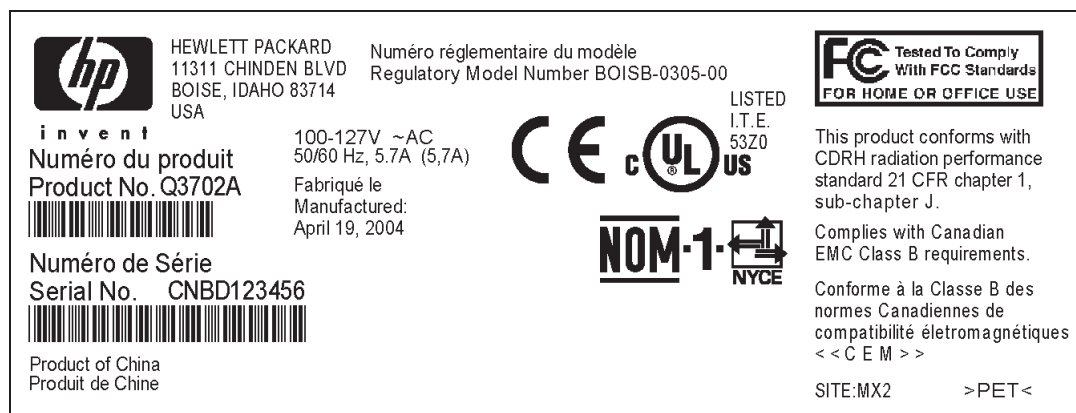 hp
invent
HEWLETT PACKARD
11311 CHINDEN BLVD
BOISE, IDAHO 83714
USA
Numéro réglementaire du modèle
Regulatory Model Number BOISB-0305-00
Numéro du produit
Product No. Q3702A
100-127V ~AC
50/60 Hz, 5.7A (5,7A)
Fabriqué le
Manufactured:
April 19, 2004
Numéro de Série
Serial No. CNBD123456
Product of China
Produit de Chine
CE
C UL ® US
LISTED
I.T.E.
53Z0
NOM·1·
NYCE
FC Tested To Comply
With FCC Standards
FOR HOME OR OFFICE USE
This product conforms with
CDRH radiation performance
standard 21 CFR chapter 1,
sub-chapter J.
Complies with Canadian
EMC Class B requirements.
Conforme à la Classe B des
normes Canadiennes de
compatibilité életromagnétiques
<<C E M>>
SITE:MX2 >PET<